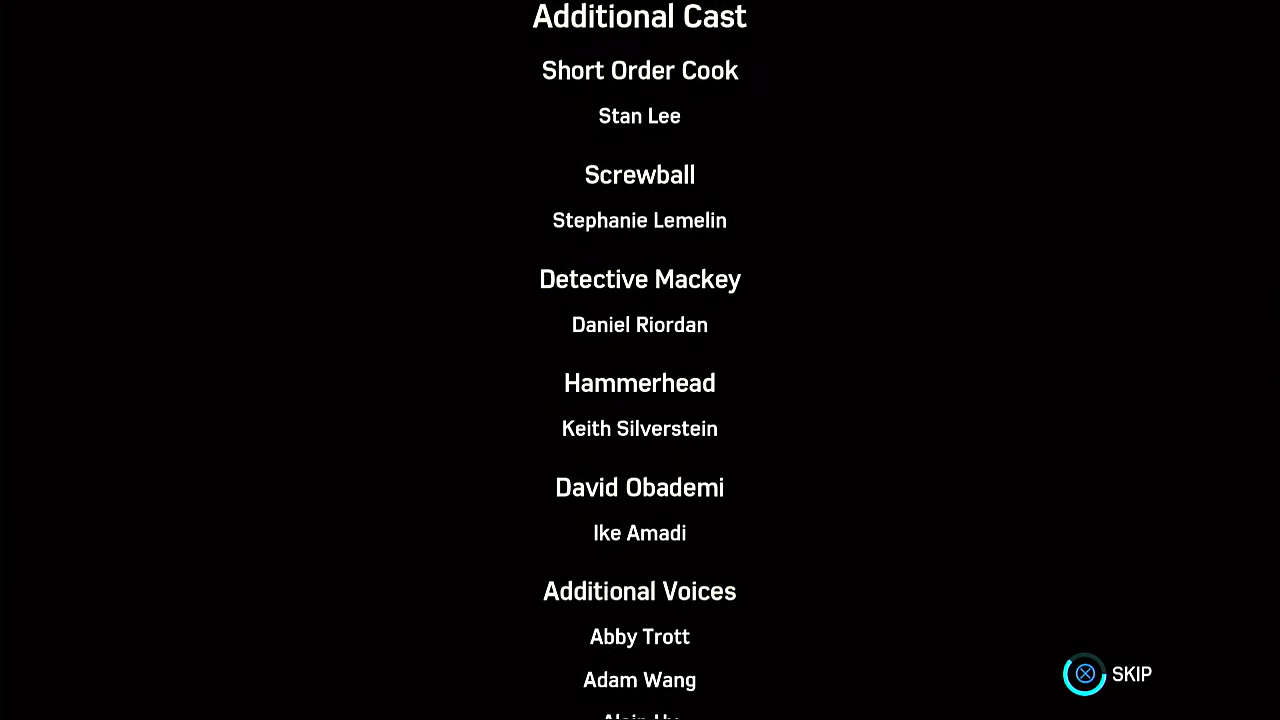 Additional Cast
Short Order Cook
Stan Lee
Screwball
Stephanie Lemelin
Detective Mackey
Daniel Riordan
Hammerhead
Keith Silverstein
David Obademi
Ike Amadi
Additional Voices
Abby Trott
Adam Wang
SKIP